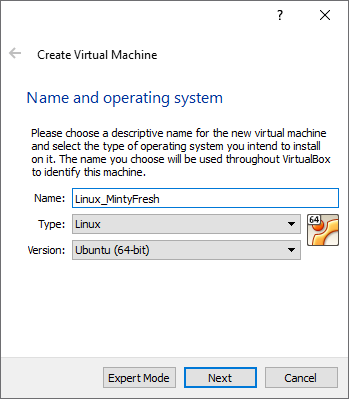 ?
Create Virtual Machine
Name and operating system
Please choose a descriptive name for the new virtual machine
and select the type of operating system you intend to install
on it. The name you choose will be used throughout VirtualBox
to identify this machine.
Name: Linux_MintyFresh
Type: Linux
64
Version: Ubuntu (64-bit)
Expert Mode Next Cancel